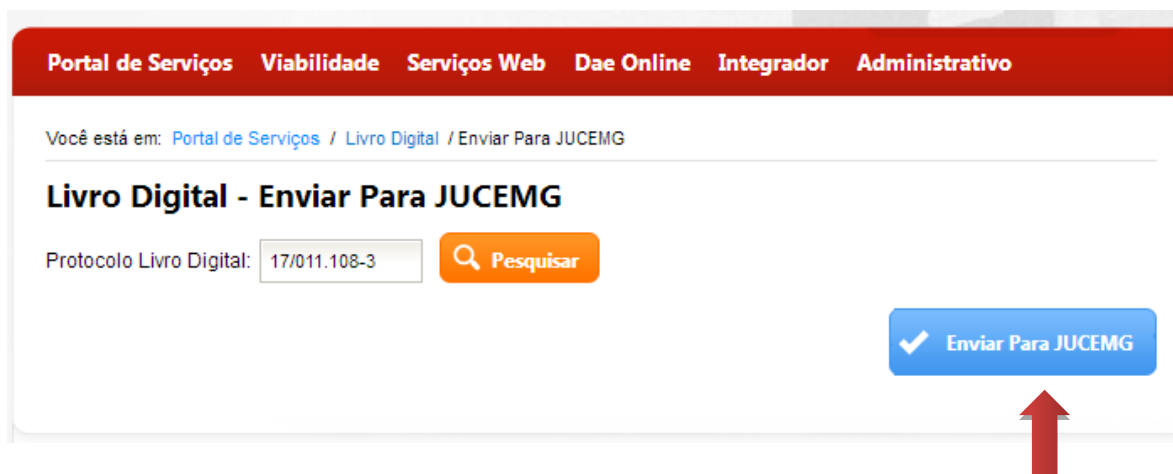 Portal de Serviços Viabilidade Serviços Web Dae Online Integrador Administrativo
Você está em: Portal de Serviços / Livro Digital / Enviar Para JUCEMG
Livro Digital - Enviar Para JUCEMG
Protocolo Livro Digital: 17/011.108-3 Pesquisar
Enviar Para JUCEMG